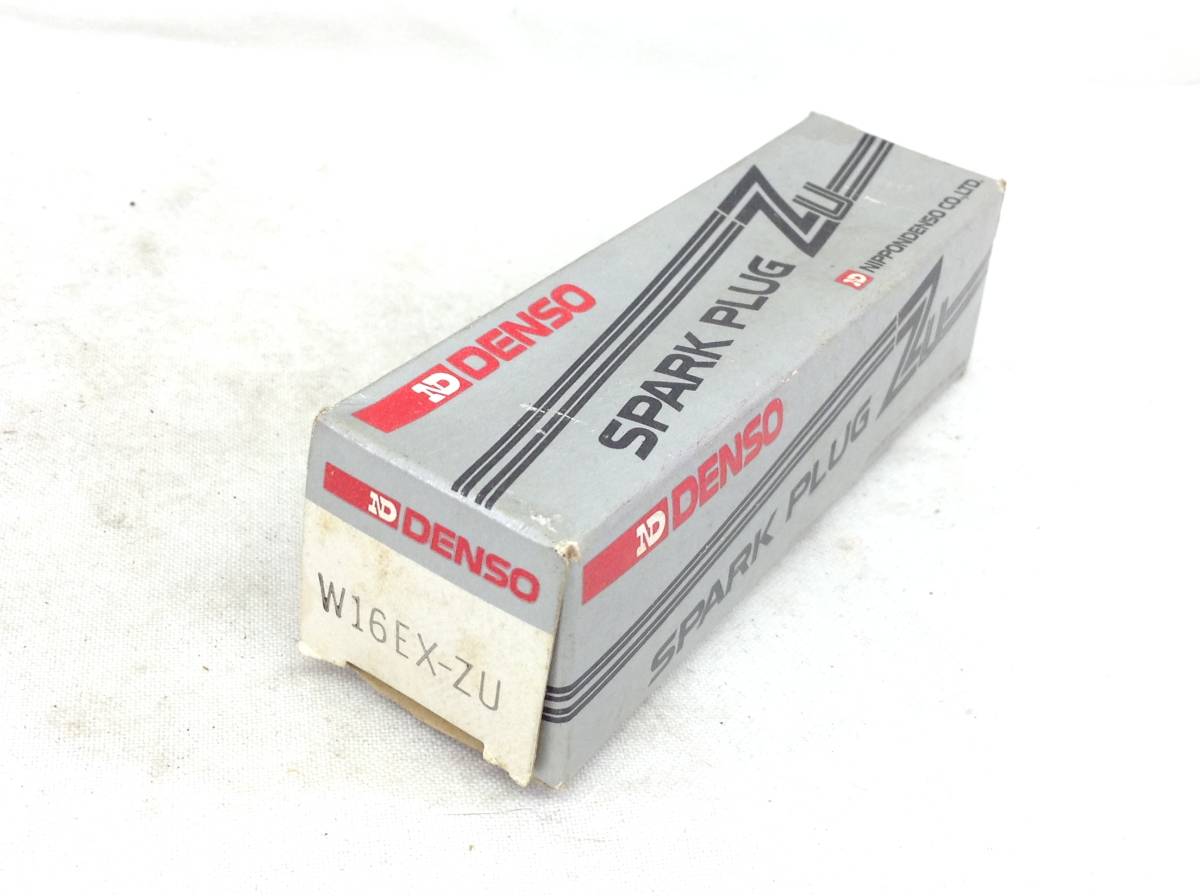 ND DENSO
SPARK PLUG ZU
ND NIPPONDENSO CO.,LTD.
ND DENSO
W16EX-ZU
ND DENSO
SPARK PLUG ZU